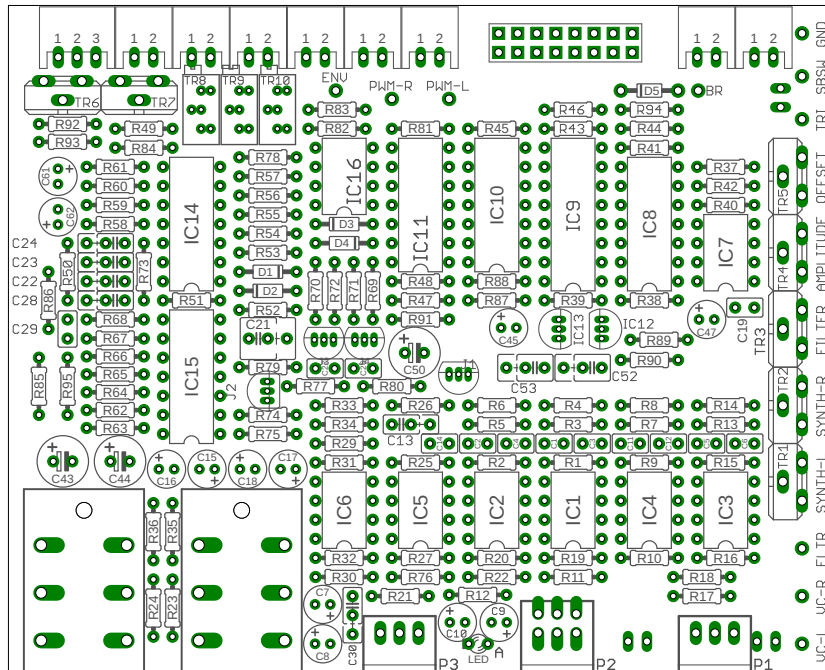 1 2 3 1 2 1 2 1 2 1 2 1 2 1 2 1 2 1 2
GND
SBSW
TRI
OFFSET
AMPLITUDE
FILTER
SYNTH-R
SYNTH-L
FLTR
VC-R
VC-L
TR8 TR9 TR10 ENV PWM-R PWM-L D5 BR
TR6 TR7
R92 R49 R83 R46 R94
R93 R84 R82 R81 R45 R43 R44
R41
C61 R61 R78 R37
R60 R57 R42
R59 R56 R40
C62 R58 R55
IC14 IC16 IC11 IC10 IC9 IC8 IC7
TR5
C24 R54 D3
C23 R50 R73 R53 D4
C22 R86 D1 R70 R72 R71 R69 R48 R88
C28 R51 D2 R47 R87 R39 R38
TR4
C29 R68 R52 R91 C45 IC13 IC12 C47 C19
R67 C21 R89
TR3
R66 IC15 C50 R90
R85 R95 R65 R79 C53 C52
R64 J2 R77 R80
R62 R74 R33 R26 R6 R4 R8 R14
TR2
R63 R75 R34 C13 R5 R3 R7 R13
R29
C43 C44 C16 C15 C18 C17 R31 R25 R2 R1 R9 R15
TR1
IC6 IC5 IC2 IC1 IC4 IC3
R36 R35
R32 R27 R20 R19 R10 R16
R24 R23 R30 R76 R22 R11 R18
C7 R21 R12 R17
C8 C30 C10 C9
LED A
P3 P2 P1